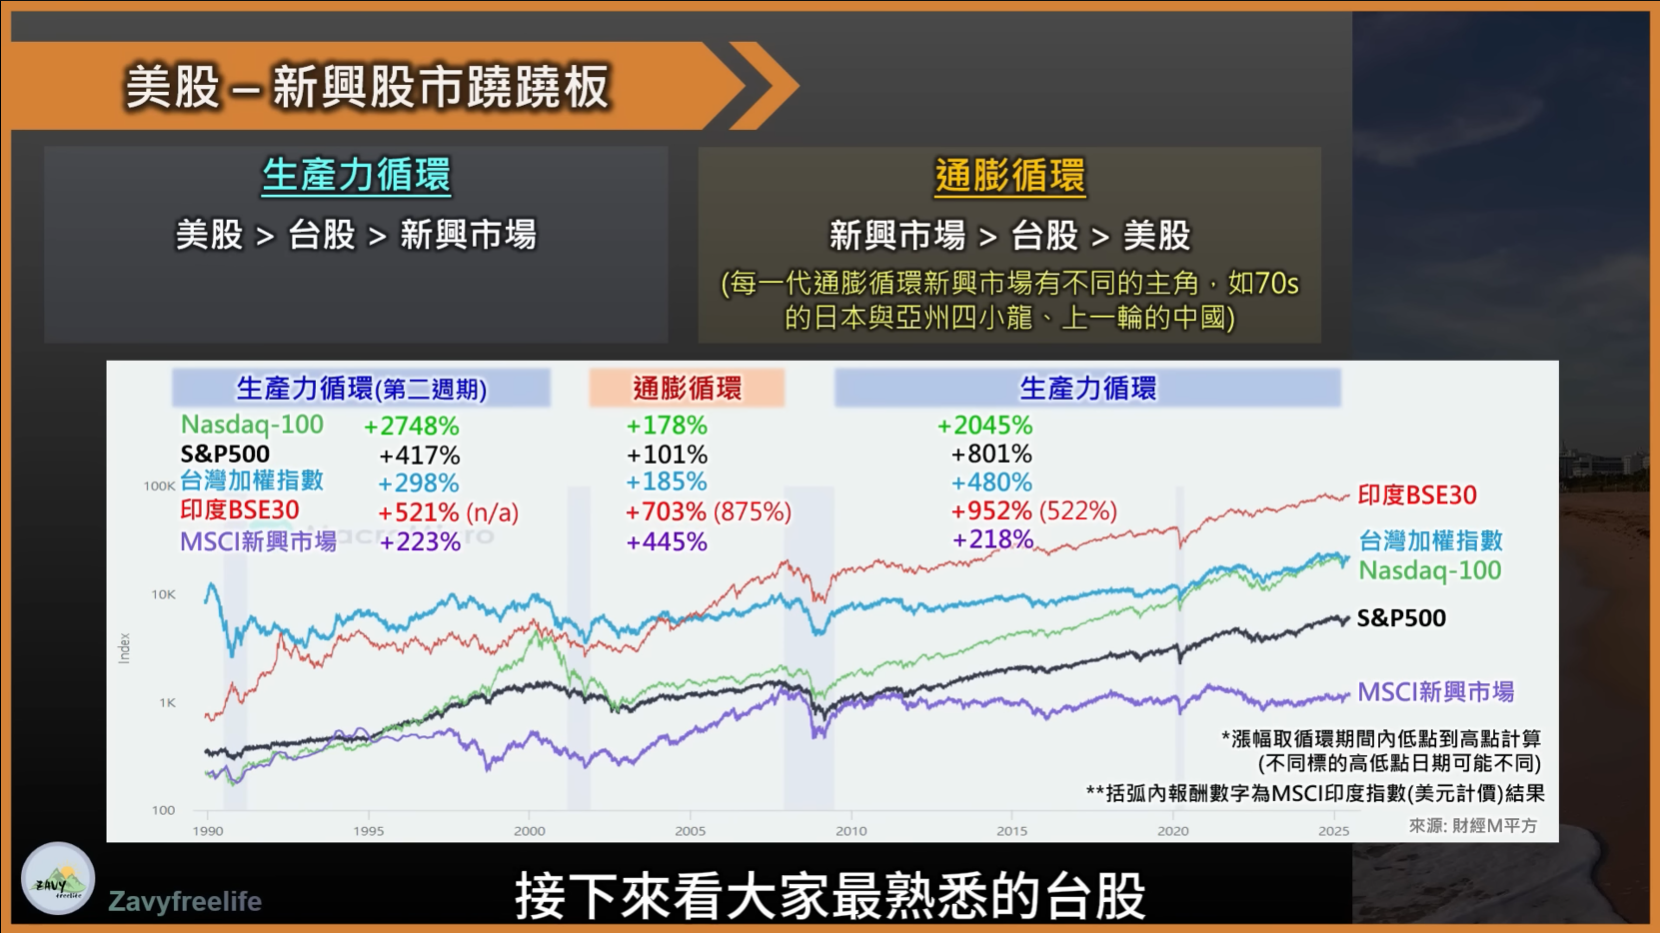 美股 – 新興股市蹺蹺板
生產力循環
美股 > 台股 > 新興市場
通膨循環
新興市場 > 台股 > 美股
(每一代通膨循環新興市場有不同的主角，如70s
的日本與亞州四小龍、上一輪的中國)
生產力循環(第二週期)
通膨循環
生產力循環
Nasdaq-100 +2748% +178% +2045%
S&P500 +417% +101% +801%
台灣加權指數 +298% +185% +480%
印度BSE30 +521% (n/a) +703% (875%) +952% (522%)
MSCI新興市場 +223% +445% +218%
100K
10K
1K
100
Index
印度BSE30
台灣加權指數
Nasdaq-100
S&P500
MSCI新興市場
*漲幅取循環期間內低點到高點計算
(不同標的高低點日期可能不同)
**括弧內報酬數字為MSCI印度指數(美元計價)結果
1990 1995 2000 2005 2010 2015 2020 2025
來源: 財經M平方
ZAVY
freelife
Zavyfreelife
接下來看大家最熟悉的台股